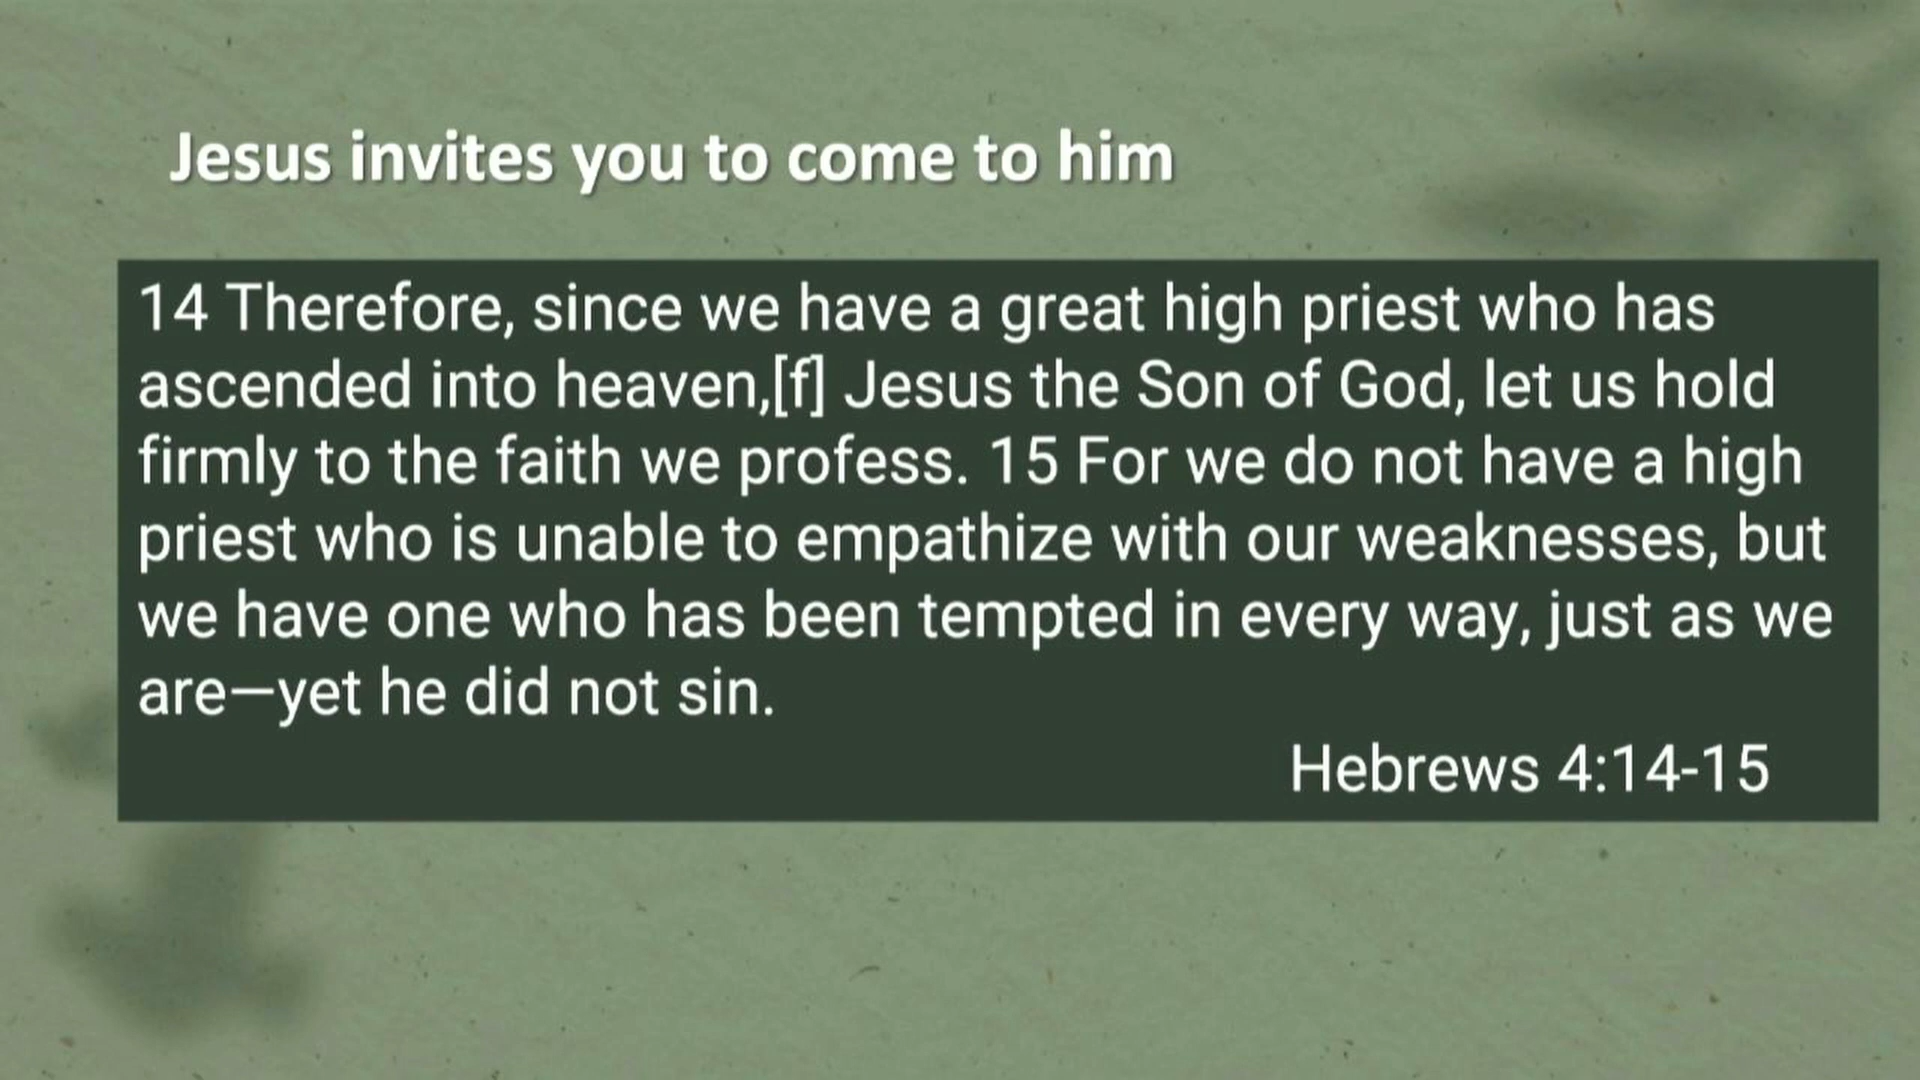 Jesus invites you to come to him
14 Therefore, since we have a great high priest who has
ascended into heaven,[f] Jesus the Son of God, let us hold
firmly to the faith we profess. 15 For we do not have a high
priest who is unable to empathize with our weaknesses, but
we have one who has been tempted in every way, just as we
are—yet he did not sin.
Hebrews 4:14-15